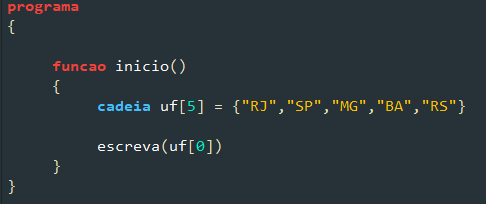 programa
{
funcao inicio()
{
cadeia uf[5] = {"RJ","SP","MG","BA","RS"}
escreva(uf[0])
}
}